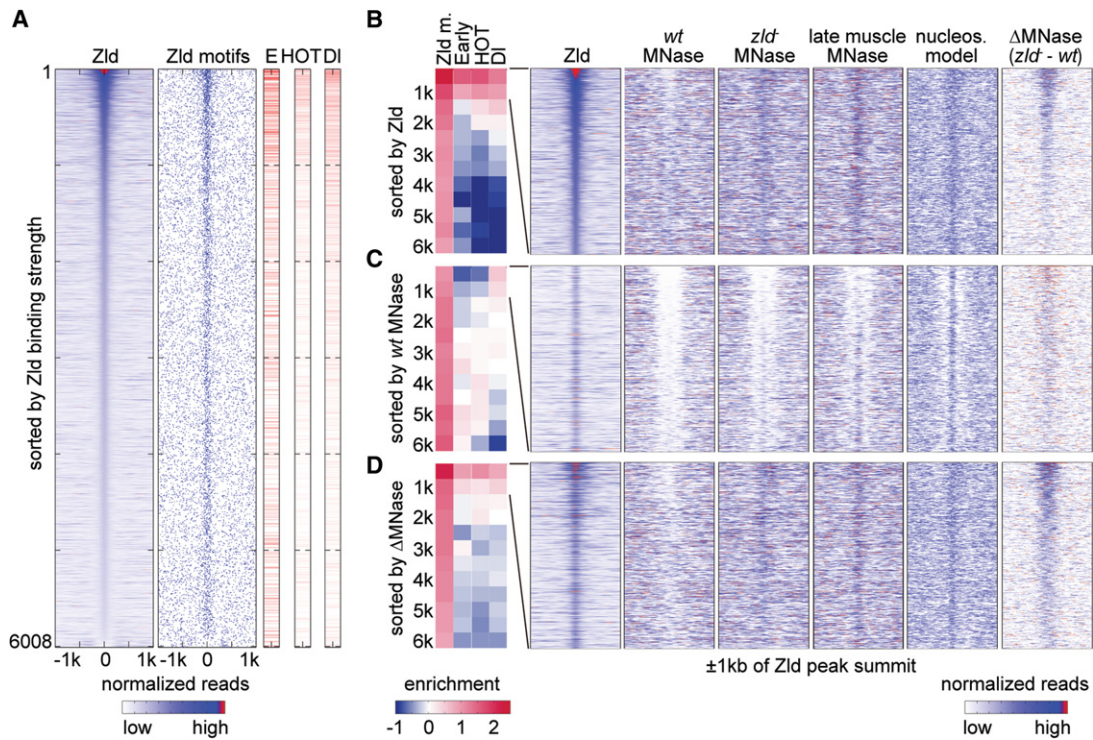 A
Zld
Zld motifs
E HOT Dl
1
sorted by Zld binding strength
6008
-1k 0 1k
-1k 0 1k
normalized reads
low high
B
Zld m.
Early
HOT
Dl
Zld
wt
MNase
zld-
MNase
late muscle
MNase
nucleos.
model
ΔMNase
(zld- - wt)
sorted by Zld
1k
2k
3k
4k
5k
6k
C
sorted by wt MNase
1k
2k
3k
4k
5k
6k
D
sorted by ΔMNase
1k
2k
3k
4k
5k
6k
±1kb of Zld peak summit
enrichment
-1 0 1 2
normalized reads
low high